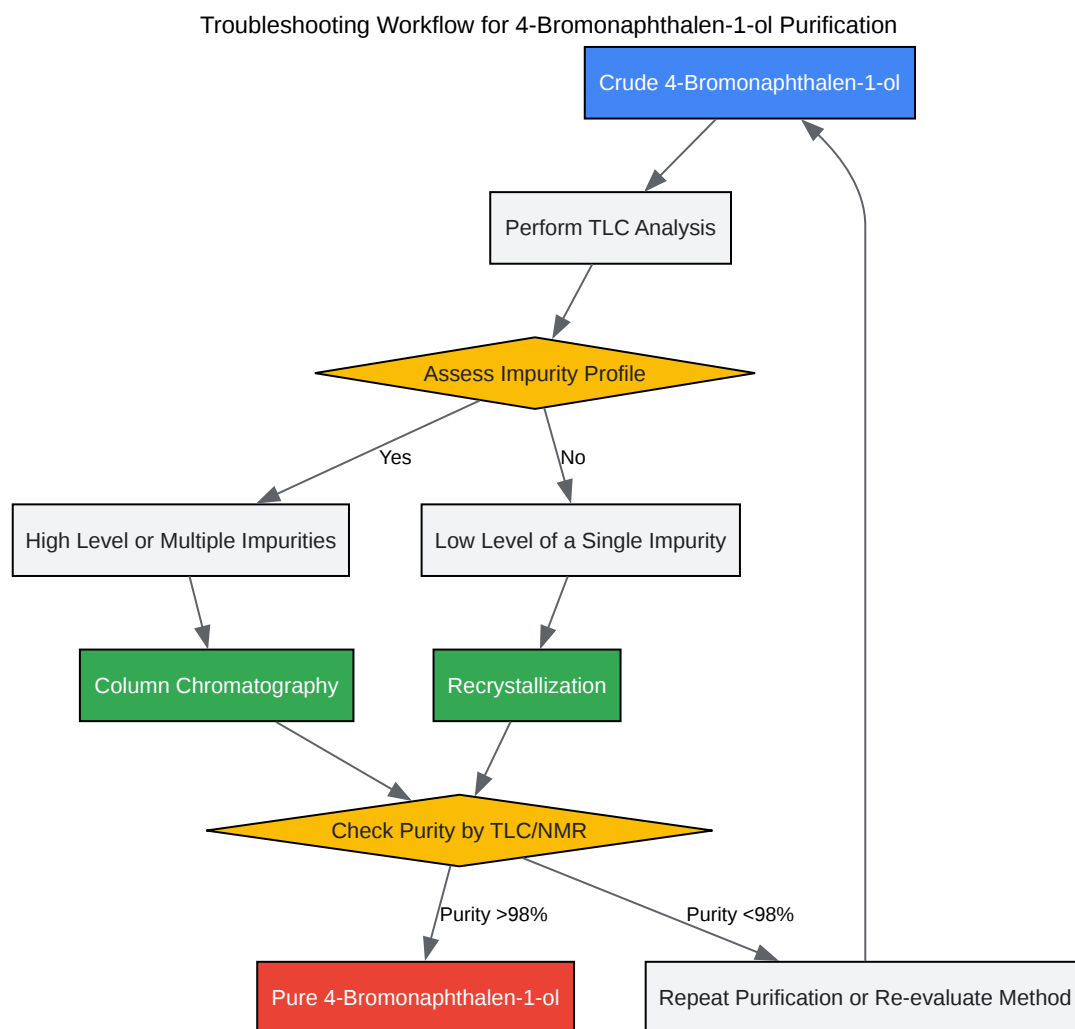 Troubleshooting Workflow for 4-Bromonaphthalen-1-ol Purification
Crude 4-Bromonaphthalen-1-ol
Perform TLC Analysis
Assess Impurity Profile
Yes
No
High Level or Multiple Impurities
Low Level of a Single Impurity
Column Chromatography
Recrystallization
Check Purity by TLC/NMR
Purity >98%
Purity <98%
Pure 4-Bromonaphthalen-1-ol
Repeat Purification or Re-evaluate Method